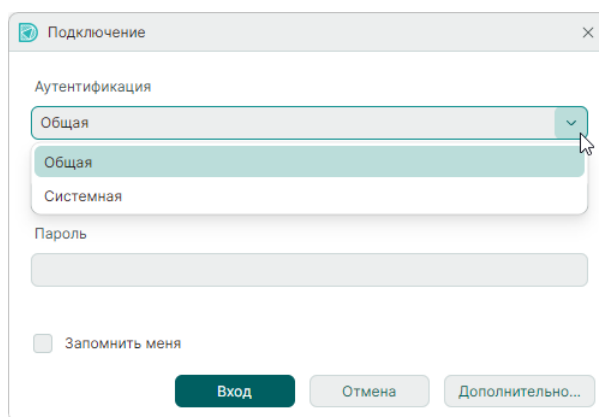 Подключение
Аутентификация
Общая
Общая
Системная
Пароль
Запомнить меня
Вход
Отмена
Дополнительно...